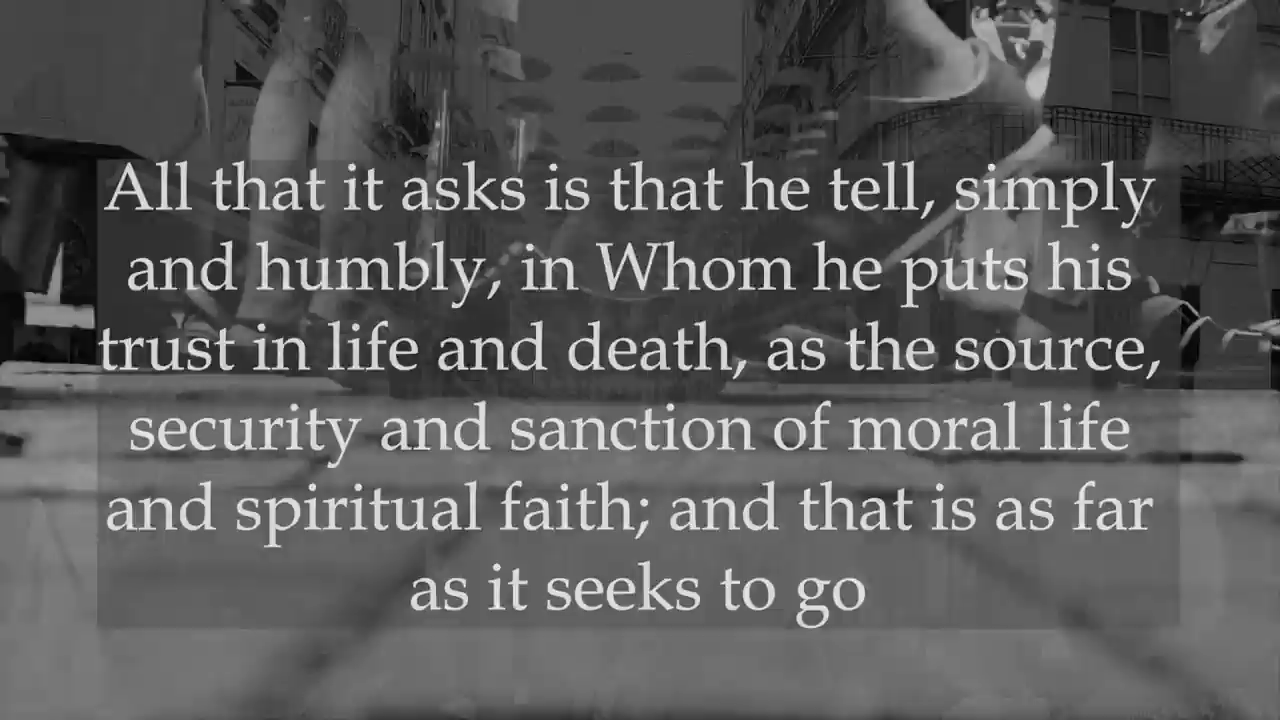 All that it asks is that he tell, simply
and humbly, in Whom he puts his
trust in life and death, as the source,
security and sanction of moral life
and spiritual faith; and that is as far
as it seeks to go